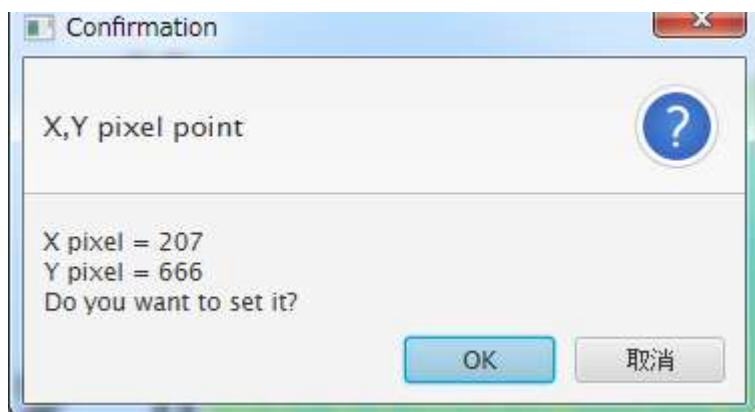 Confirmation
X,Y pixel point
X pixel = 207
Y pixel = 666
Do you want to set it?
OK
取消